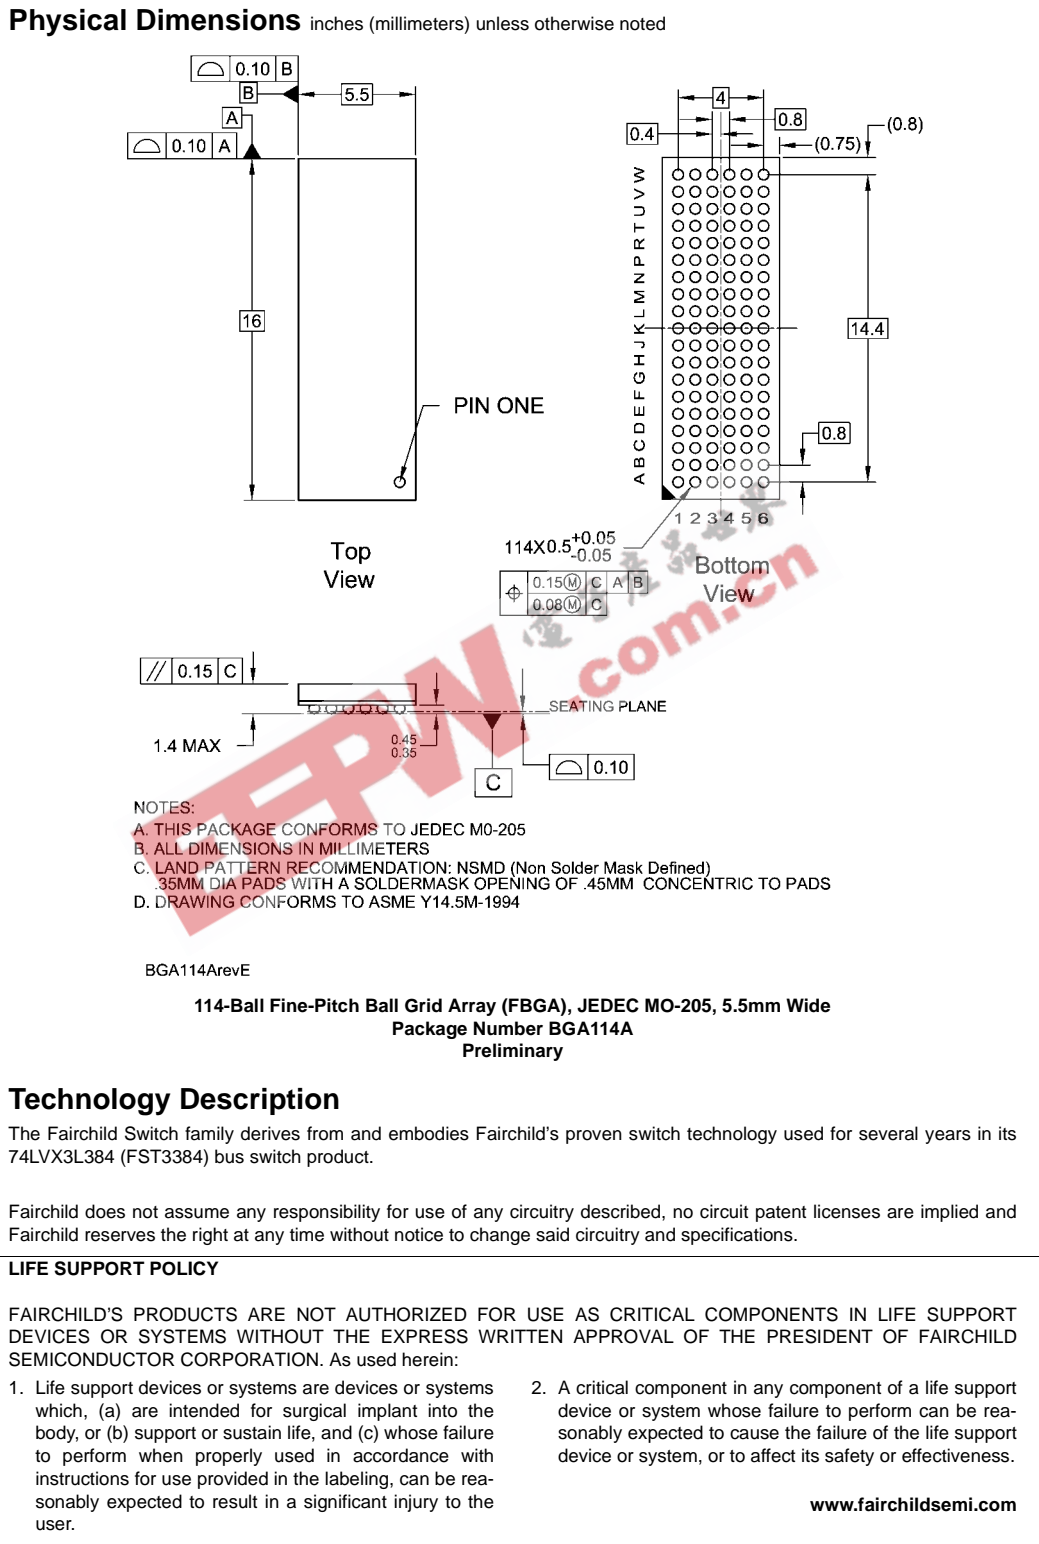 Physical Dimensions inches (millimeters) unless otherwise noted
0.10 B
B
5.5
A
0.10 A
16
PIN ONE
Top
View
4
0.8
0.4
(0.75)
(0.8)
W
V
U
T
R
P
N
M
L
K
J
H
G
F
E
D
C
B
A
14.4
0.8
1 2 3 4 5 6
114X0.5 +0.05
-0.05
0.15Ⓜ C A B
0.08Ⓜ C
Bottom
View
// 0.15 C
SEATING PLANE
1.4 MAX
0.45
0.35
0.10
C
EEPW.com.cn
NOTES:
A. THIS PACKAGE CONFORMS TO JEDEC M0-205
B. ALL DIMENSIONS IN MILLIMETERS
C. LAND PATTERN RECOMMENDATION: NSMD (Non Solder Mask Defined)
.35MM DIA PADS WITH A SOLDERMASK OPENING OF .45MM CONCENTRIC TO PADS
D. DRAWING CONFORMS TO ASME Y14.5M-1994
BGA114ArevE
114-Ball Fine-Pitch Ball Grid Array (FBGA), JEDEC MO-205, 5.5mm Wide
Package Number BGA114A
Preliminary
Technology Description
The Fairchild Switch family derives from and embodies Fairchild's proven switch technology used for several years in its
74LVX3L384 (FST3384) bus switch product.
Fairchild does not assume any responsibility for use of any circuitry described, no circuit patent licenses are implied and
Fairchild reserves the right at any time without notice to change said circuitry and specifications.
LIFE SUPPORT POLICY
FAIRCHILD'S PRODUCTS ARE NOT AUTHORIZED FOR USE AS CRITICAL COMPONENTS IN LIFE SUPPORT
DEVICES OR SYSTEMS WITHOUT THE EXPRESS WRITTEN APPROVAL OF THE PRESIDENT OF FAIRCHILD
SEMICONDUCTOR CORPORATION. As used herein:
1. Life support devices or systems are devices or systems
which, (a) are intended for surgical implant into the
body, or (b) support or sustain life, and (c) whose failure
to perform when properly used in accordance with
instructions for use provided in the labeling, can be rea-
sonably expected to result in a significant injury to the
user.
2. A critical component in any component of a life support
device or system whose failure to perform can be rea-
sonably expected to cause the failure of the life support
device or system, or to affect its safety or effectiveness.
www.fairchildsemi.com